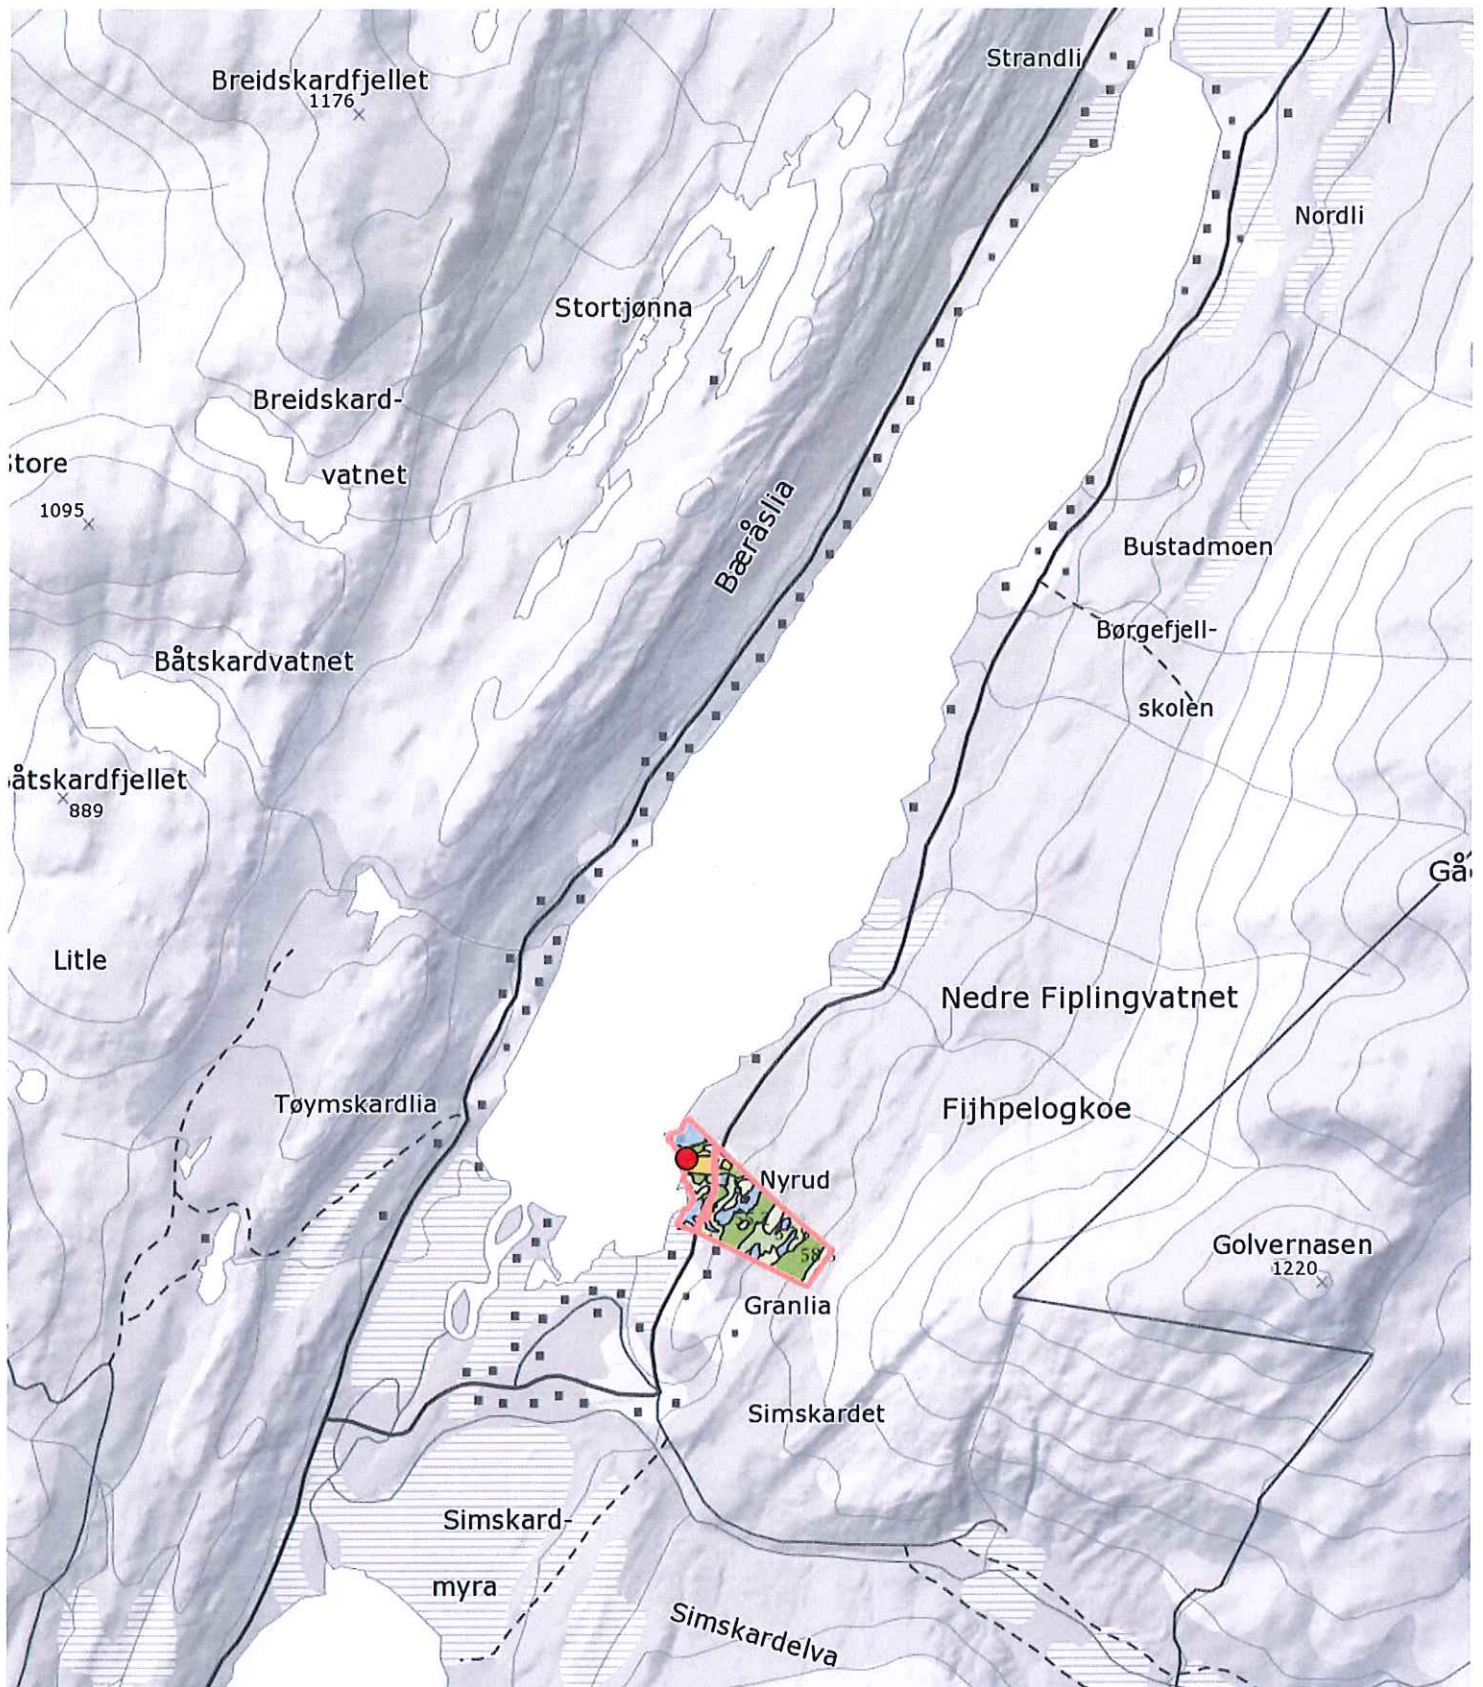 Strandli
Breidskardfjellet
1176
Nordli
Stortjønna
Breidskard-
vatnet
1095
Bæråslia
Bustadmoen
Børgefjell-
skolen
Båtskardvatnet
åtskardfjellet
889
Litle
Nedre Fiplingvatnet
Tøymskardlia
Fijhpelogkoe
Nyrud
Golvernasen
1220
Granlia
Simskardet
Simskard-
myra
Simskardelva